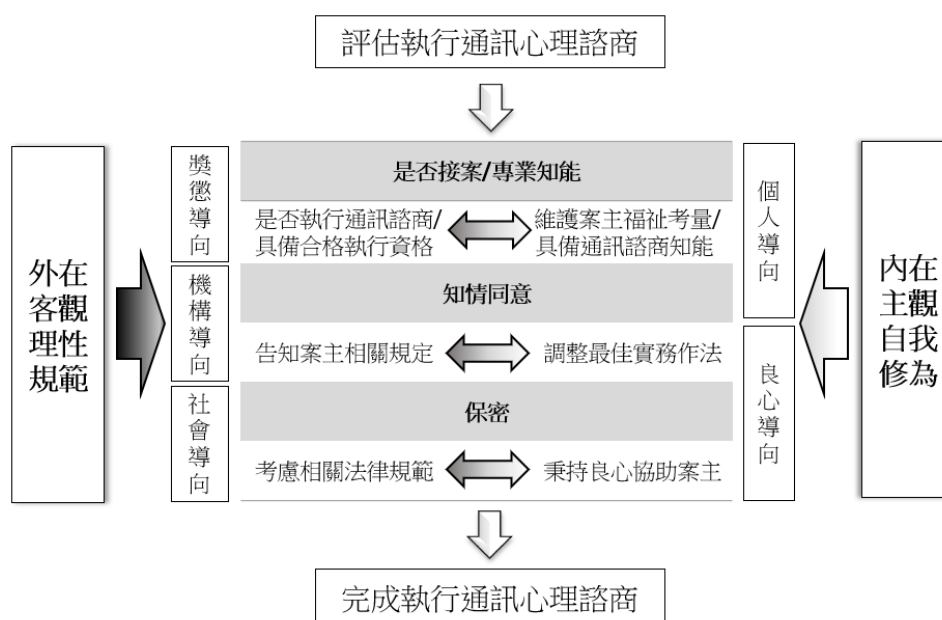 評估執行通訊心理諮商
外在
客觀
理性
規範
獎懲導向
機構導向
社會導向
是否接案/專業知能
是否執行通訊諮商/
具備合格執行資格
維護案主福祉考量/
具備通訊諮商知能
知情同意
告知案主相關規定
調整最佳實務作法
保密
考慮相關法律規範
秉持良心協助案主
個人導向
良心導向
內在
主觀
自我
修為
完成執行通訊心理諮商